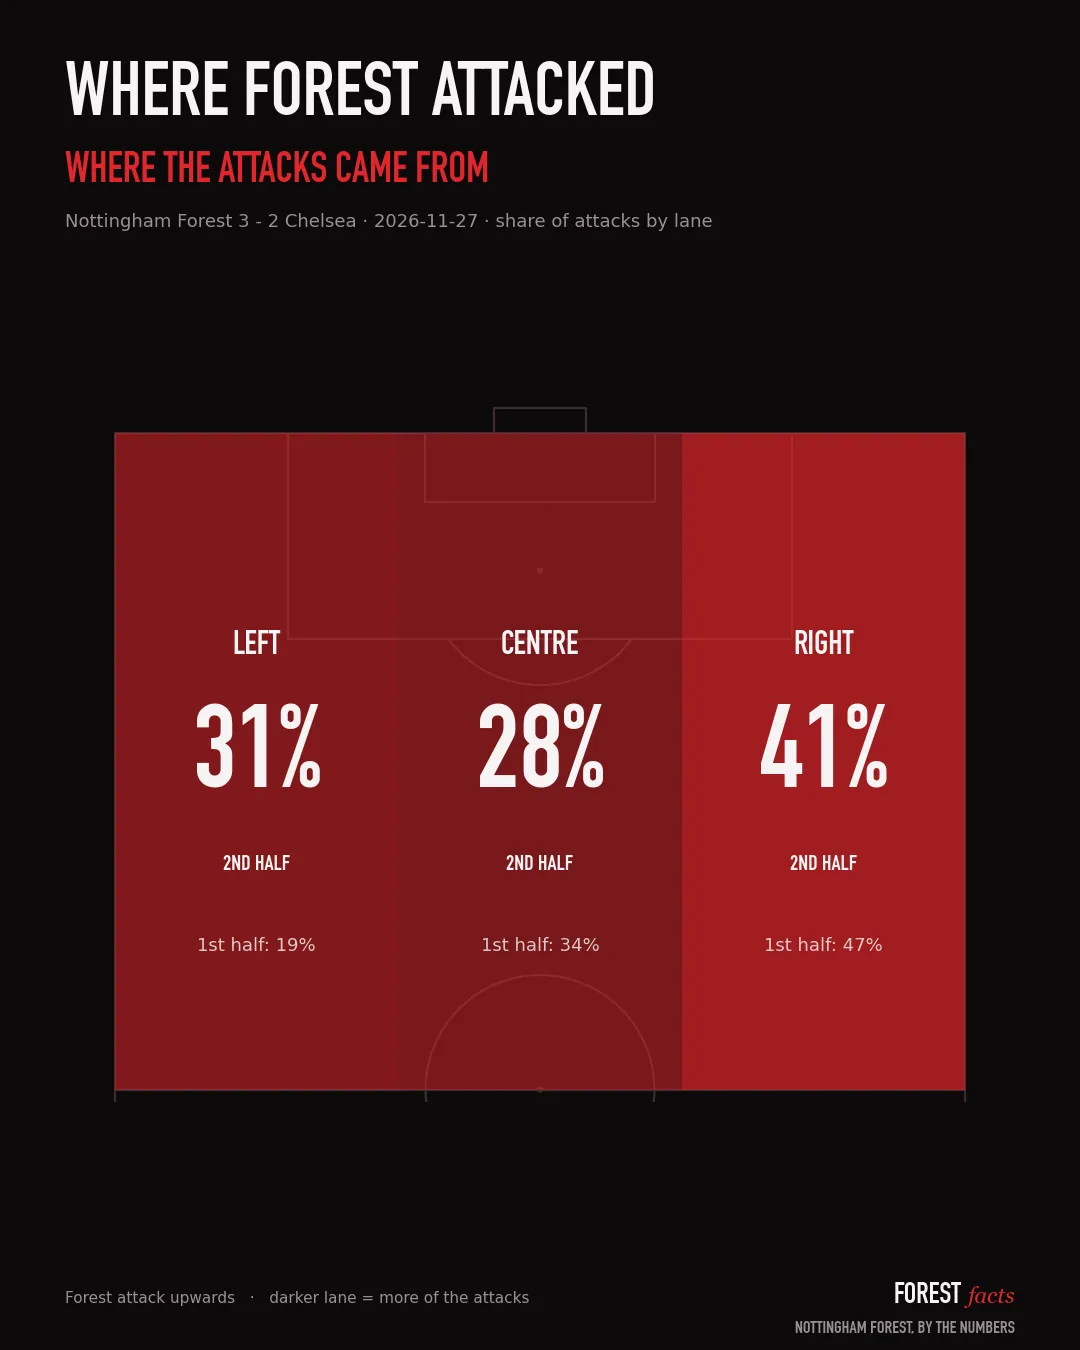 WHERE FOREST ATTACKED
WHERE THE ATTACKS CAME FROM
Nottingham Forest 3 - 2 Chelsea · 2026-11-27 · share of attacks by lane
LEFT CENTRE RIGHT
31% 28% 41%
2ND HALF 2ND HALF 2ND HALF
1st half: 19% 1st half: 34% 1st half: 47%
Forest attack upwards · darker lane = more of the attacks
FOREST facts
NOTTINGHAM FOREST, BY THE NUMBERS